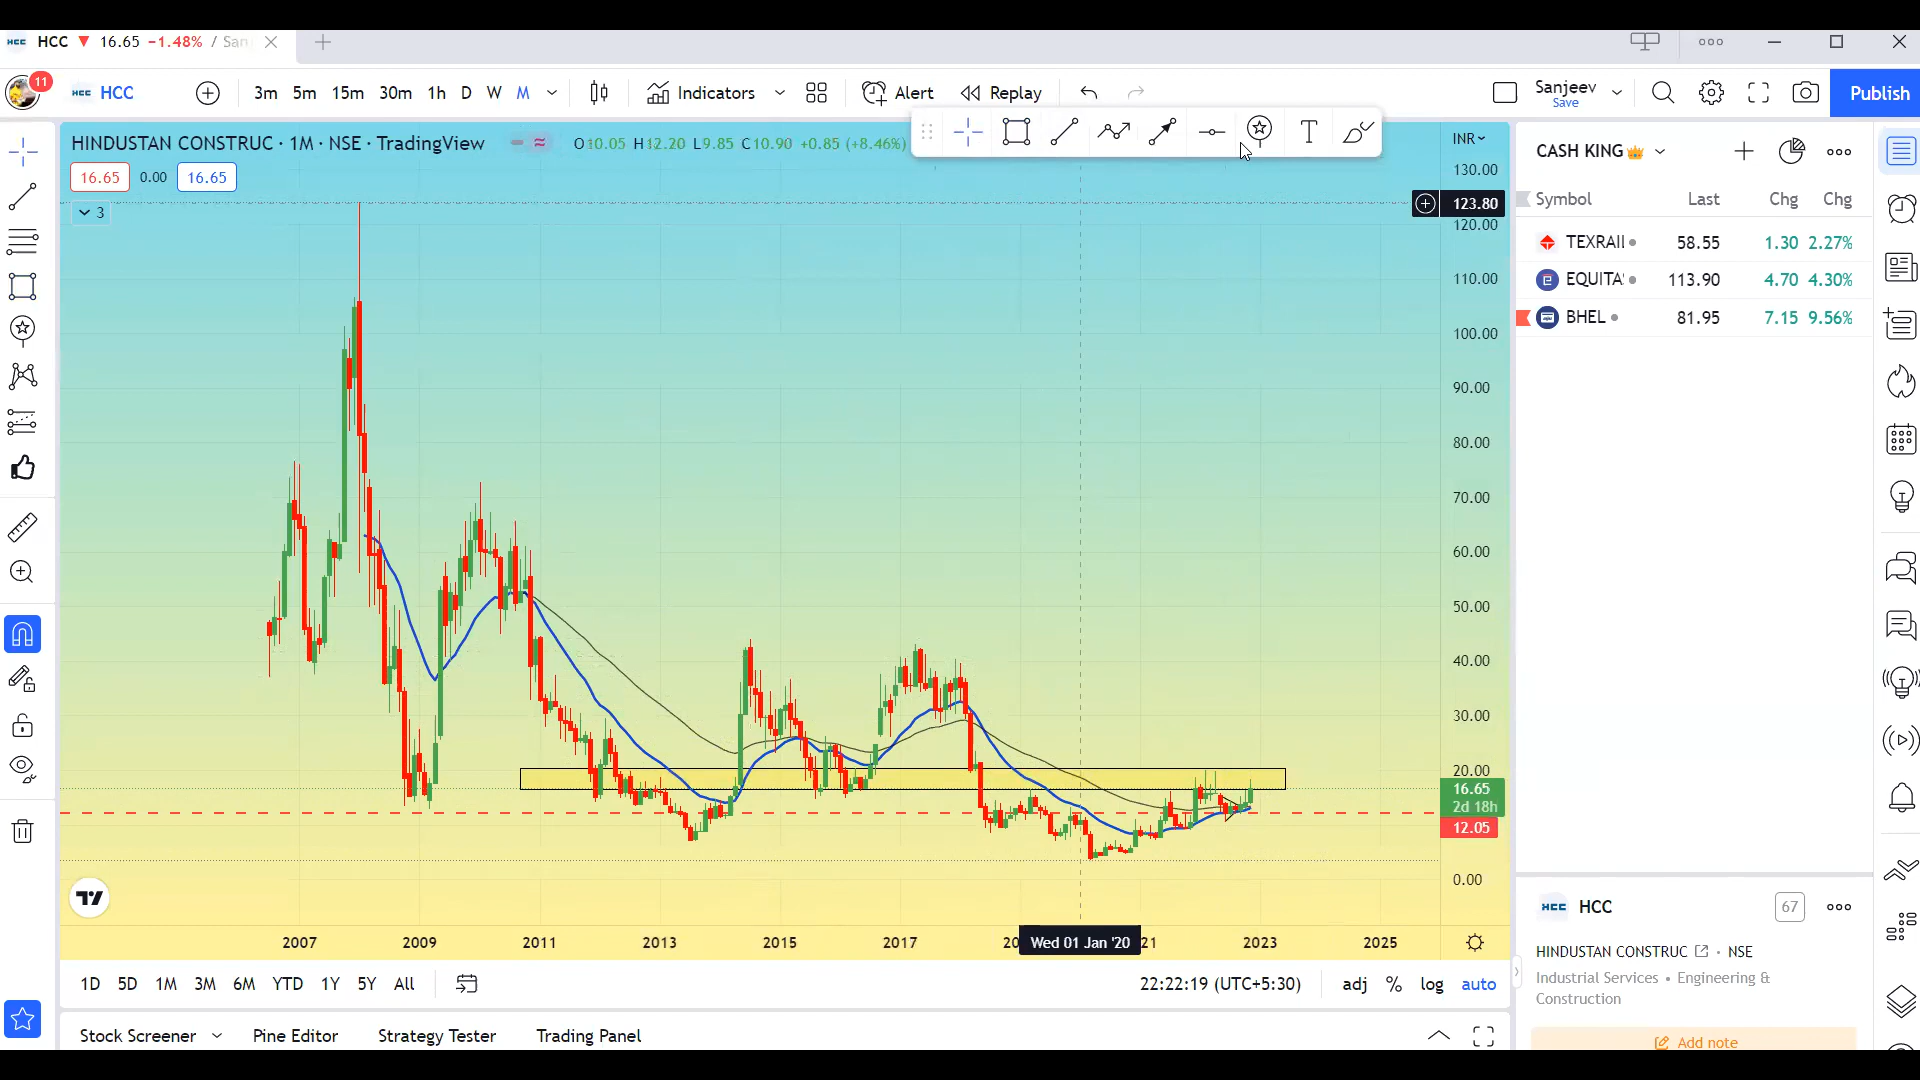 HCC HCC ▼ 16.65 −1.48% / San
11 HCC HCC 3m 5m 15m 30m 1h D W M Indicators Alert Replay Sanjeev Save Publish
T
HINDUSTAN CONSTRUC · 1M · NSE · TradingView O10.05 H12.20 L9.85 C10.90 +0.85 (+8.46%) INR
16.65 0.00 16.65
3
130.00
123.80
120.00
110.00
100.00
90.00
80.00
70.00
60.00
50.00
40.00
30.00
20.00
16.65
2d 18h
12.05
0.00
2007 2009 2011 2013 2015 2017 Wed 01 Jan '20 21 2023 2025
1D 5D 1M 3M 6M YTD 1Y 5Y All 22:22:19 (UTC+5:30) adj % log auto
Stock Screener Pine Editor Strategy Tester Trading Panel
CASH KING
Symbol Last Chg Chg
TEXRAIL 58.55 1.30 2.27%
EQUITA 113.90 4.70 4.30%
BHEL 81.95 7.15 9.56%
HCC HCC 67
HINDUSTAN CONSTRUC · NSE
Industrial Services • Engineering &
Construction
Add note